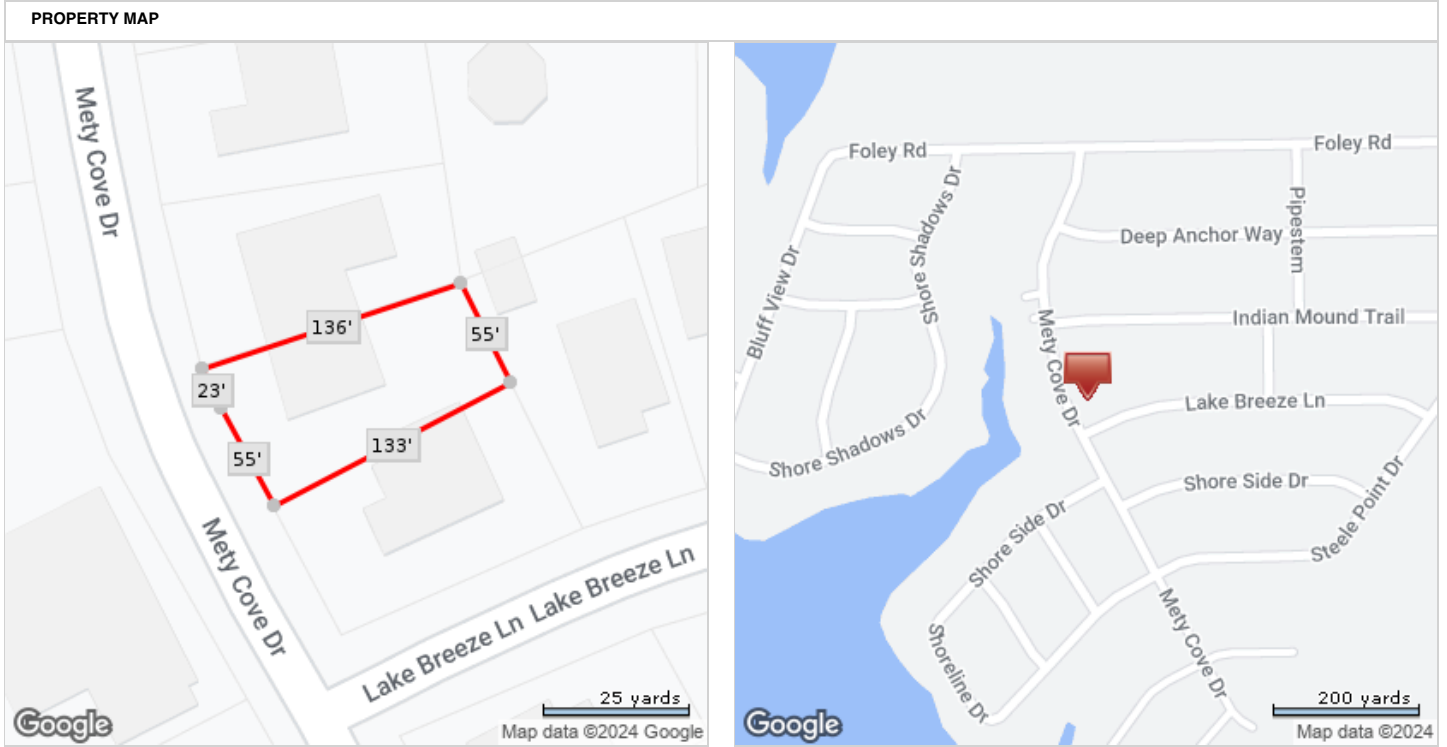 PROPERTY MAP
Mety Cove Dr
136'
55'
23'
133'
55'
Mety Cove Dr
Lake Breeze Ln
Lake Breeze Ln
25 yards
Google
Map data ©2024 Google
Foley Rd
Foley Rd
Shore Shadows Dr
Pipestem
Deep Anchor Way
Bluff View Dr
Indian Mound Trail
Mety Cove Dr
Lake Breeze Ln
Shore Shadows Dr
Shore Side Dr
Shore Side Dr
Steele Point Dr
Mety Cove Dr
Shoreline Dr
200 yards
Google
Map data ©2024